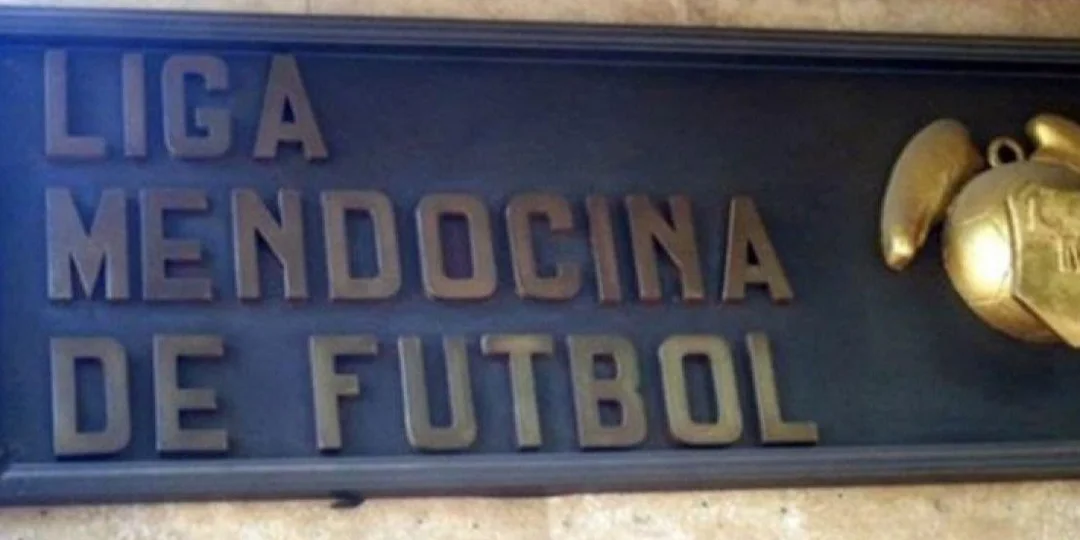 LIGA
MENDOCINA
DE FUTBOL